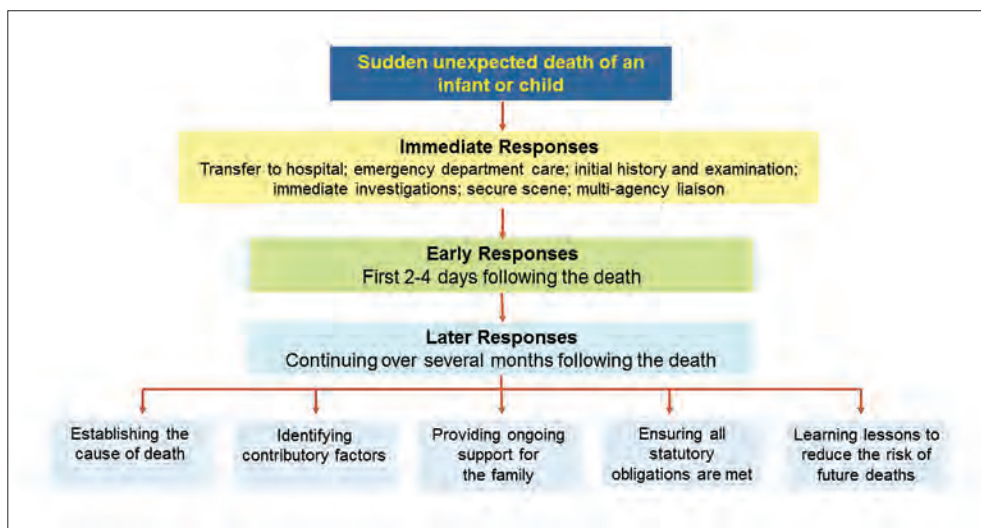 Sudden unexpected death of an
infant or child
Immediate Responses
Transfer to hospital; emergency department care; initial history and examination;
immediate investigations; secure scene; multi-agency liaison
Early Responses
First 2-4 days following the death
Later Responses
Continuing over several months following the death
Establishing the
cause of death
Identifying
contributory factors
Providing ongoing
support for
the family
Ensuring all
statutory
obligations are met
Learning lessons to
reduce the risk of
future deaths